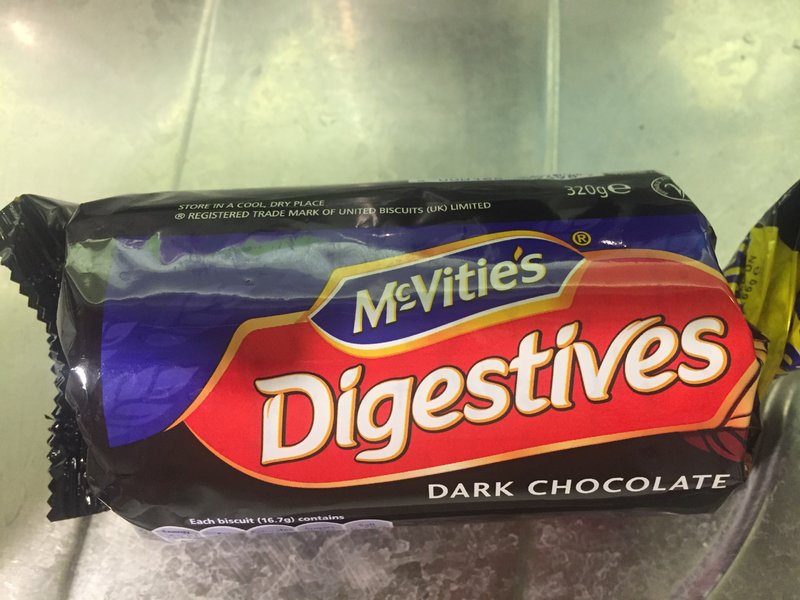 320g℮
STORE IN A COOL, DRY PLACE
® REGISTERED TRADE MARK OF UNITED BISCUITS (UK) LIMITED
McVitie's®
Digestives
DARK CHOCOLATE
Each biscuit (16.7g) contains